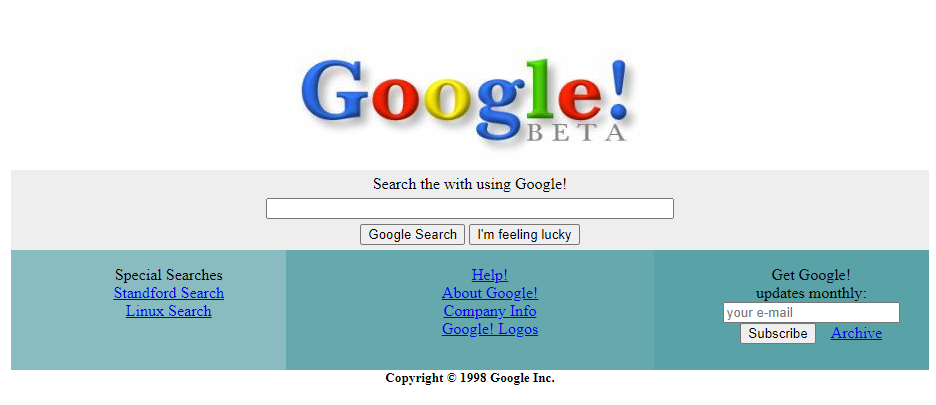 Google!
BETA
Search the with using Google!
Google Search I'm feeling lucky
Special Searches
Standford Search
Linux Search
Help!
About Google!
Company Info
Google! Logos
Get Google!
updates monthly:
your e-mail
Subscribe Archive
Copyright © 1998 Google Inc.